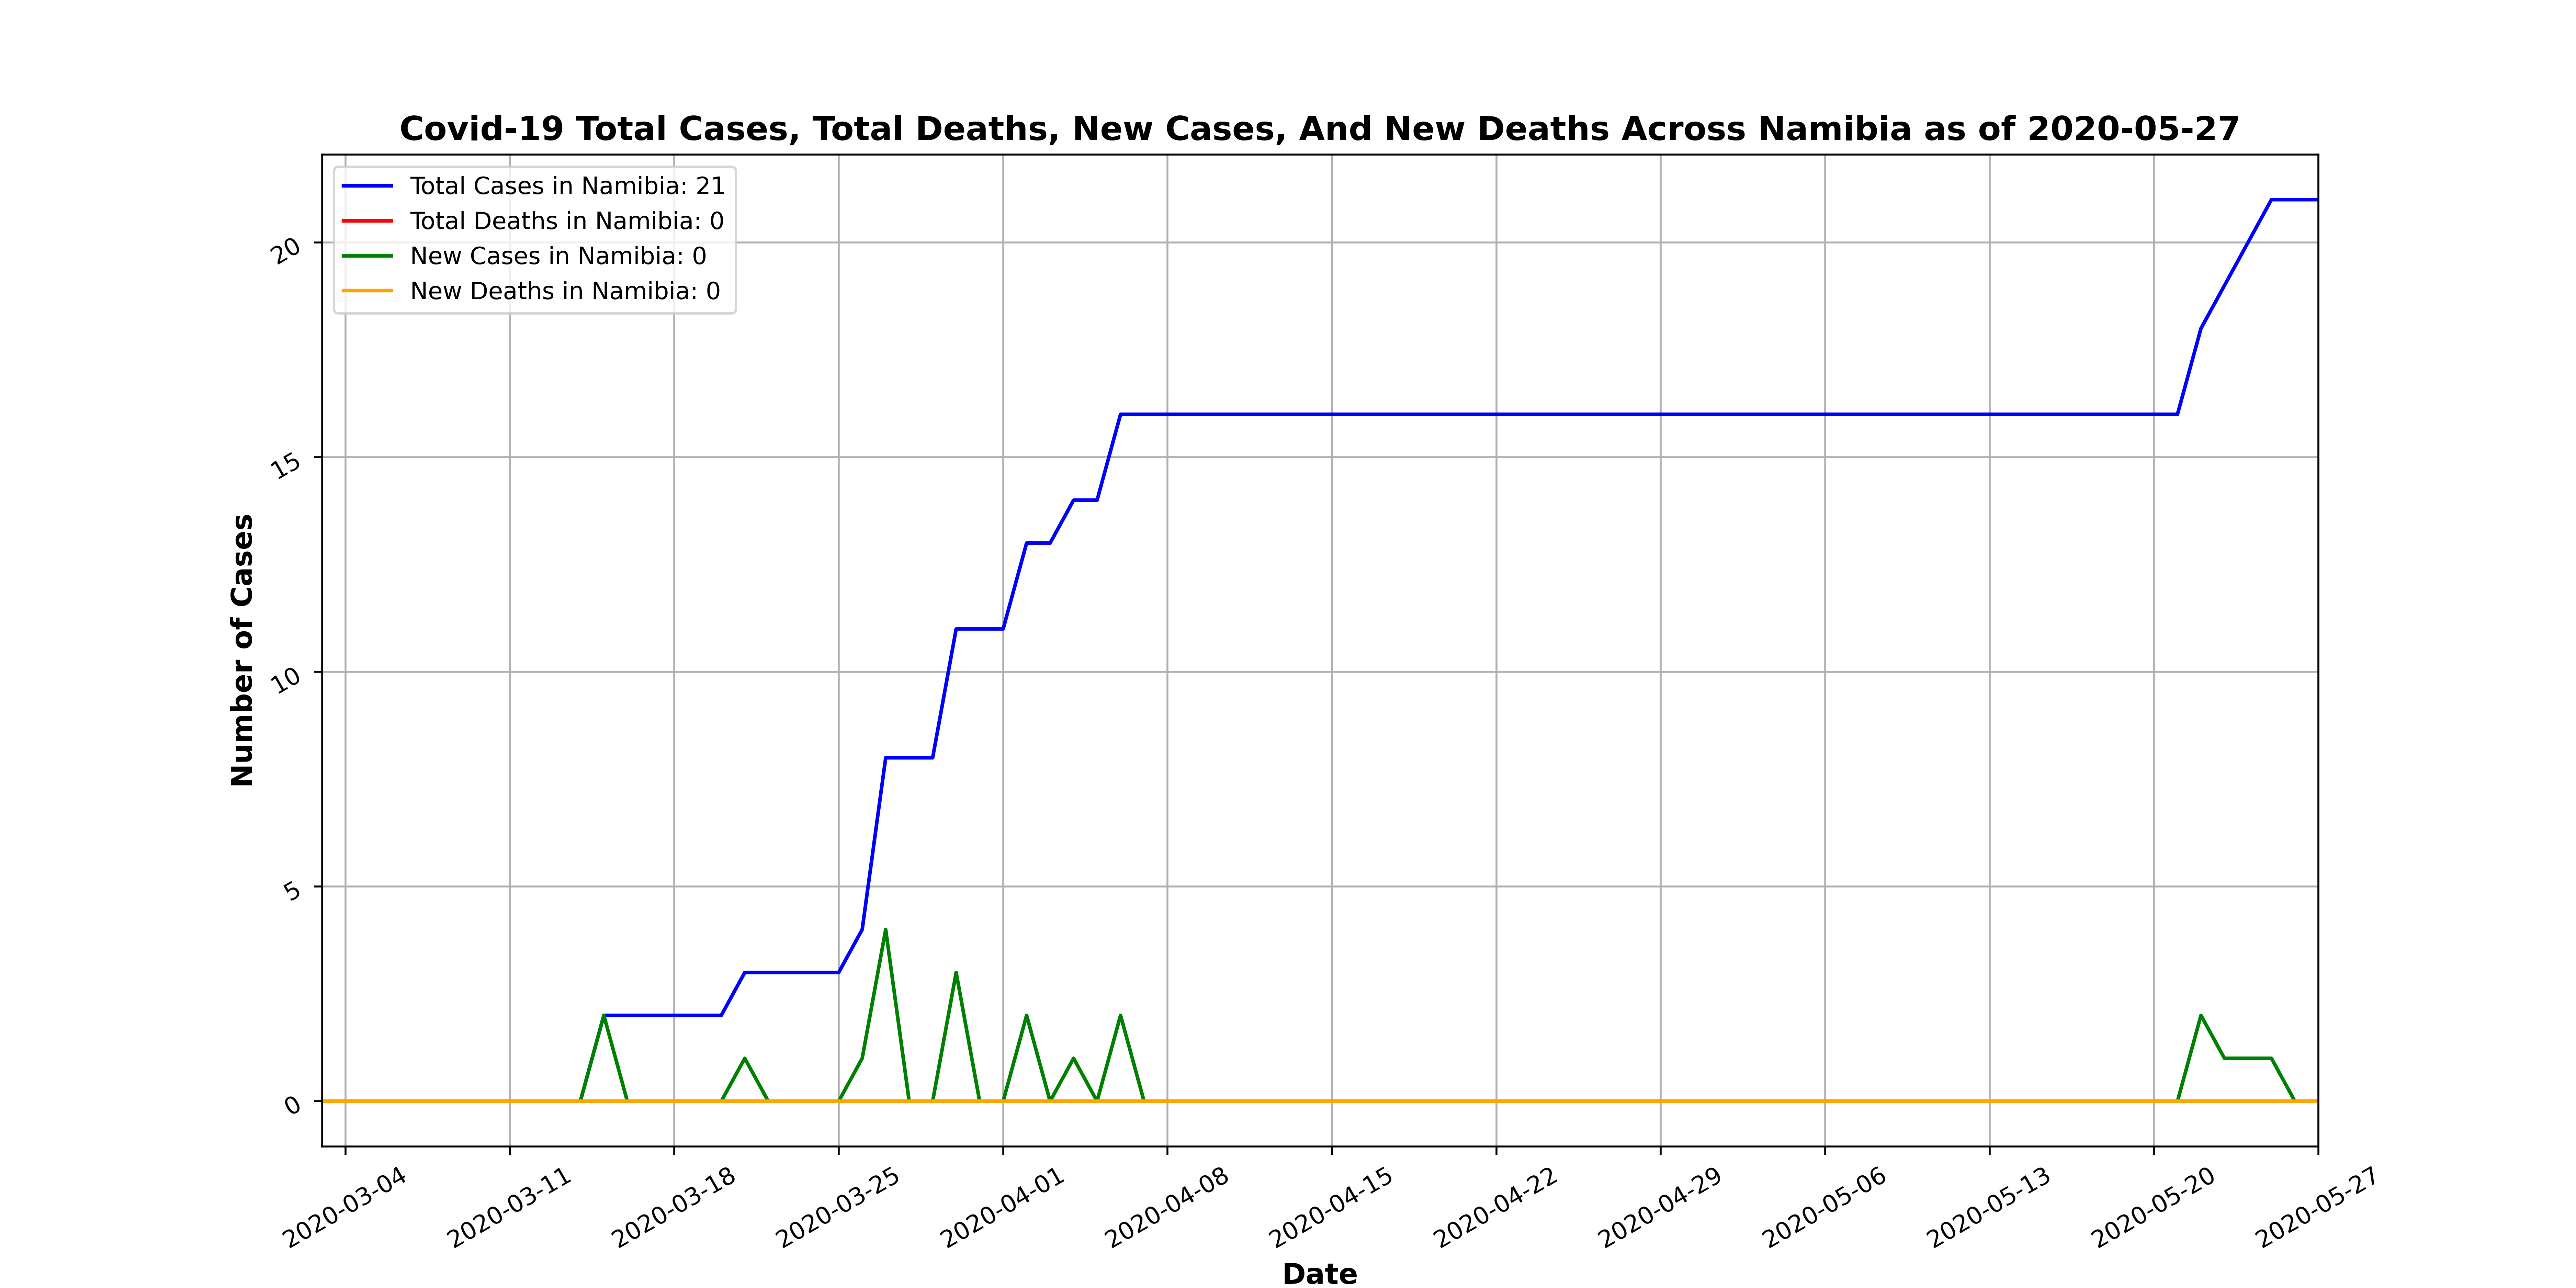 Covid-19 Total Cases, Total Deaths, New Cases, And New Deaths Across Namibia as of 2020-05-27
Total Cases in Namibia: 21
Total Deaths in Namibia: 0
New Cases in Namibia: 0
New Deaths in Namibia: 0
Number of Cases
20
15
10
5
0
2020-03-04
2020-03-11
2020-03-18
2020-03-25
2020-04-01
2020-04-08
2020-04-15
2020-04-22
2020-04-29
2020-05-06
2020-05-13
2020-05-20
2020-05-27
Date